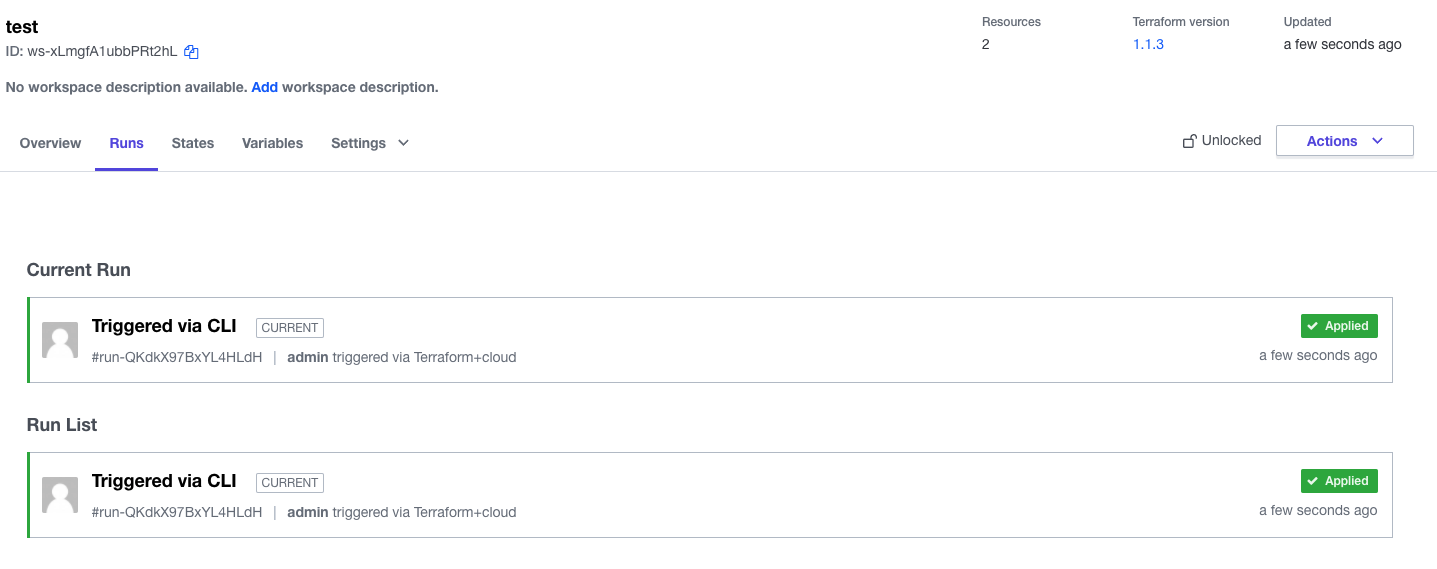 test
ID: ws-xLmgfA1ubbPRt2hL
Resources
2
Terraform version
1.1.3
Updated
a few seconds ago
No workspace description available. Add workspace description.
Overview Runs States Variables Settings
Unlocked Actions
Current Run
Triggered via CLI CURRENT
Applied
#run-QKdkX97BxYL4HLdH | admin triggered via Terraform+cloud
a few seconds ago
Run List
Triggered via CLI CURRENT
Applied
#run-QKdkX97BxYL4HLdH | admin triggered via Terraform+cloud
a few seconds ago